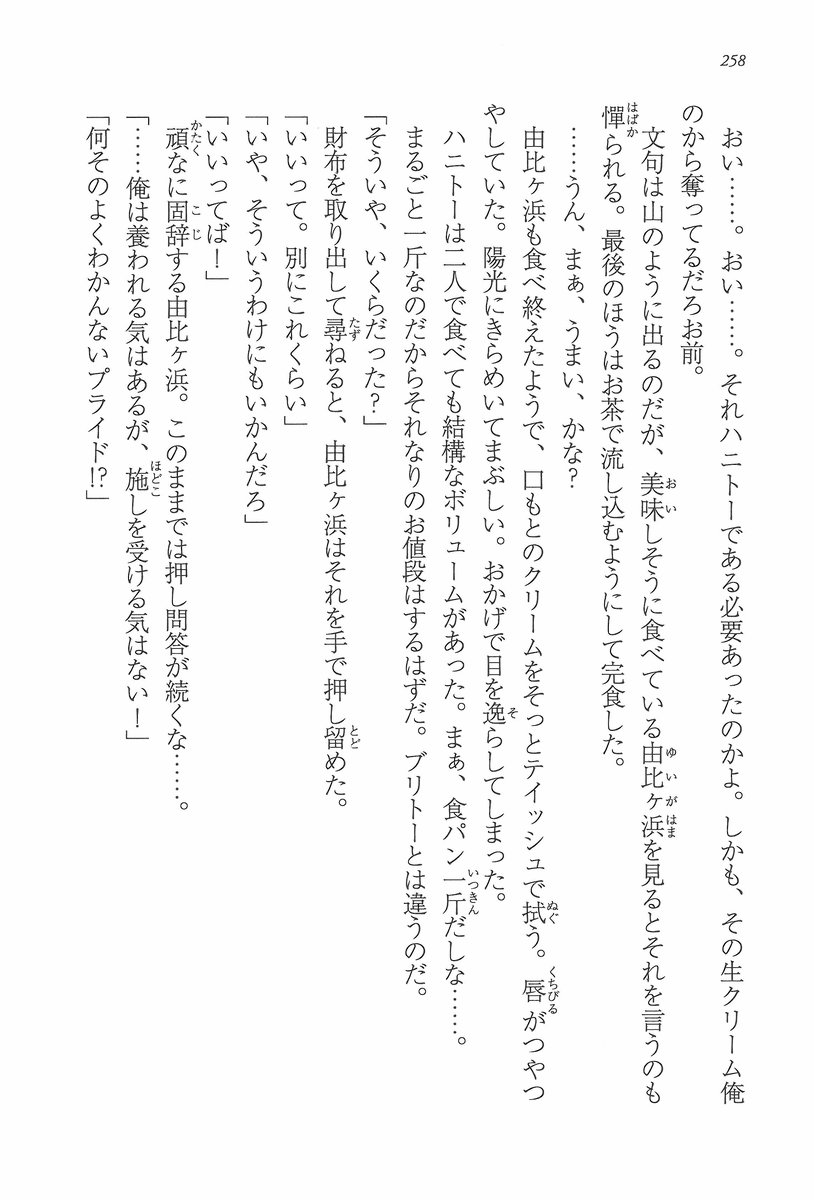 258
おい……。おい……。それハニトーである必要あったのかよ。しかも、その生クリーム俺
のから奪ってるだろお前。
文句は山のように出るのだが、美味しそうに食べている由比ヶ浜を見るとそれを言うのも
憚られる。最後のほうはお茶で流し込むようにして完食した。
……うん、まぁ、うまい、かな？
由比ヶ浜も食べ終えたようで、口もとのクリームをそっとティッシュで拭う。唇がつやつ
やしていた。陽光にきらめいてまぶしい。おかげで目を逸らしてしまった。
ハニトーは二人で食べても結構なボリュームがあった。まぁ、食パン一斤だしな……。
まるごと一斤なのだからそれなりのお値段はするはずだ。ブリトーとは違うのだ。
「そういや、いくらだった？」
財布を取り出して尋ねると、由比ヶ浜はそれを手で押し留めた。
「いいって。別にこれくらい」
「いや、そういうわけにもいかんだろ」
「いいってば！」
頑なに固辞する由比ヶ浜。このままでは押し問答が続くな……。
「……俺は養われる気はあるが、施しを受ける気はない！」
「何そのよくわかんないプライド!?」